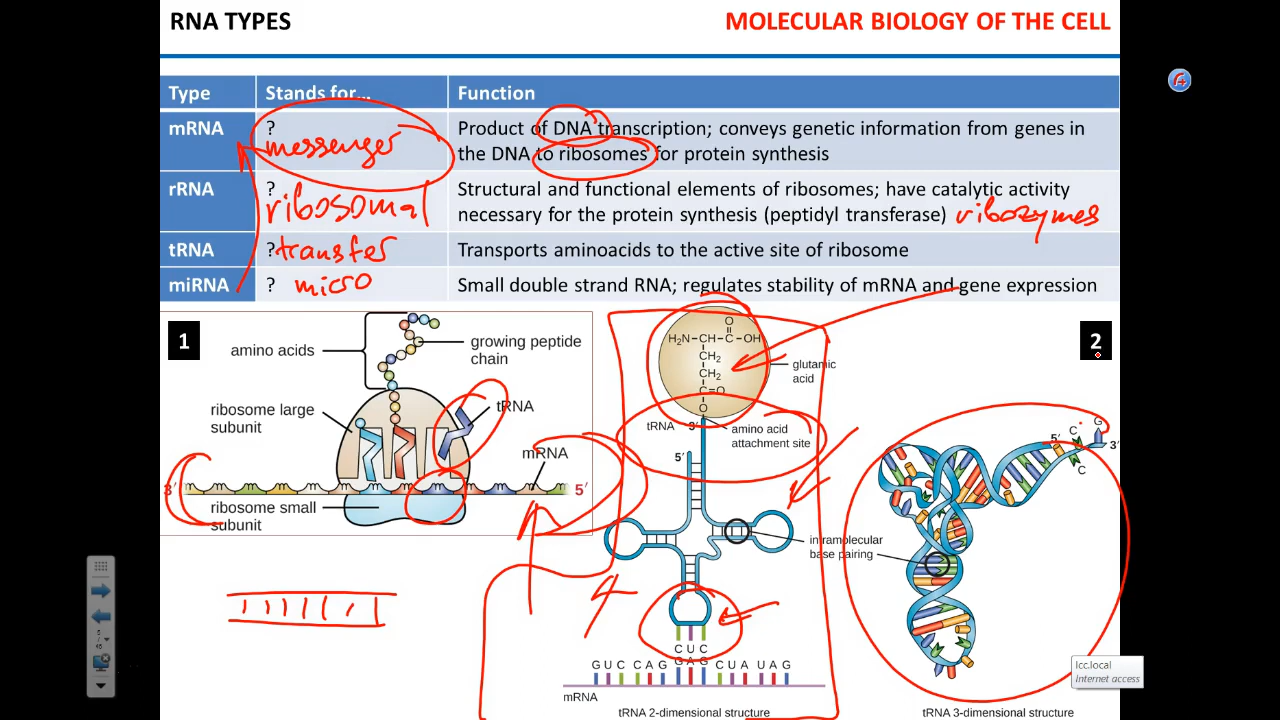 RNA TYPES
MOLECULAR BIOLOGY OF THE CELL
Type Stands for... Function
mRNA ? messenger Product of DNA transcription; conveys genetic information from genes in
the DNA to ribosomes for protein synthesis
rRNA ? ribosomal Structural and functional elements of ribosomes; have catalytic activity
necessary for the protein synthesis (peptidyl transferase) ribozymes
tRNA ? transfer Transports aminoacids to the active site of ribosome
miRNA ? micro Small double strand RNA; regulates stability of mRNA and gene expression
1
amino acids
growing peptide
chain
ribosome large
subunit
tRNA
mRNA
3' 5'
ribosome small
subunit
2
O
H₂N-CH-C-OH
CH₂
CH₂
C=O
O
glutamic
acid
tRNA 3'
amino acid
attachment site
5'
intramolecular
base pairing
CUC
GUC CAG GAG CUA UAG
mRNA
tRNA 2-dimensional structure
5' C G
3'
C
C
tRNA 3-dimensional structure
lcc.local
Internet access